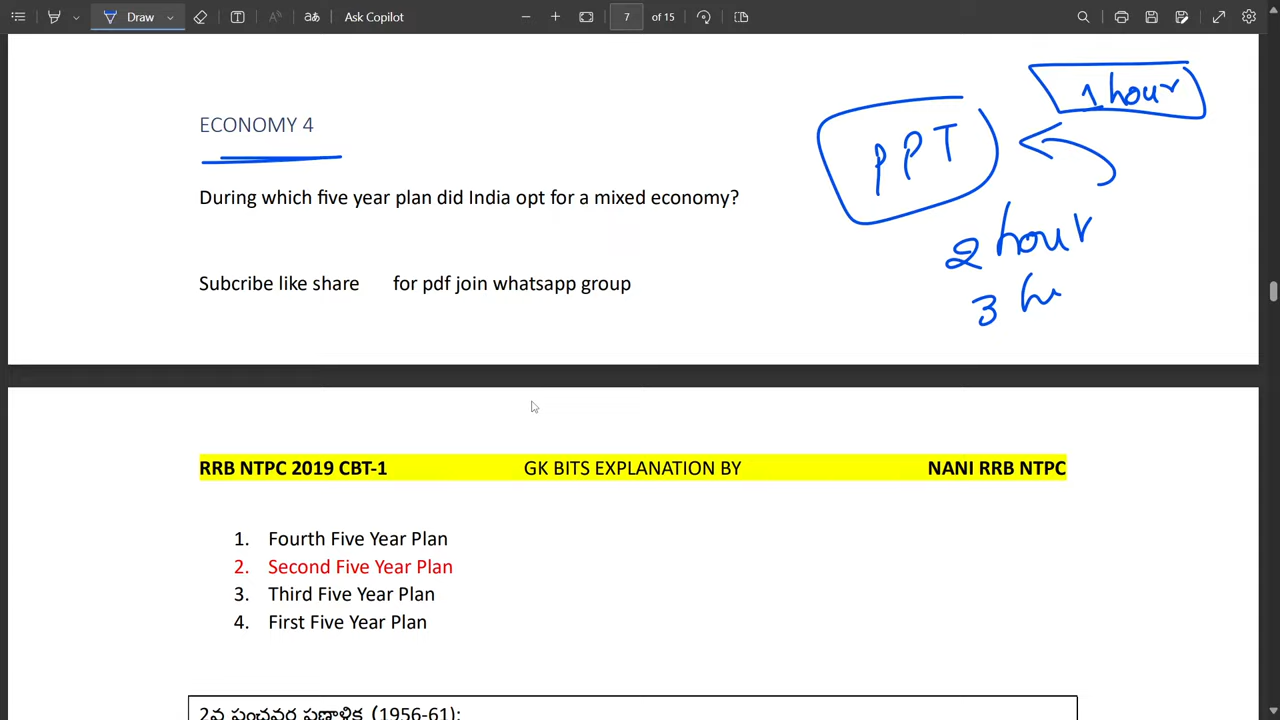 Draw
Ask Copilot
7 of 15
1 hour
ECONOMY 4
PPT
During which five year plan did India opt for a mixed economy?
2 hour
Subcribe like share for pdf join whatsapp group
3
RRB NTPC 2019 CBT-1 GK BITS EXPLANATION BY NANI RRB NTPC
1. Fourth Five Year Plan
2. Second Five Year Plan
3. Third Five Year Plan
4. First Five Year Plan
2వ పంచవర్ష ప్రణాళిక (1956-61):